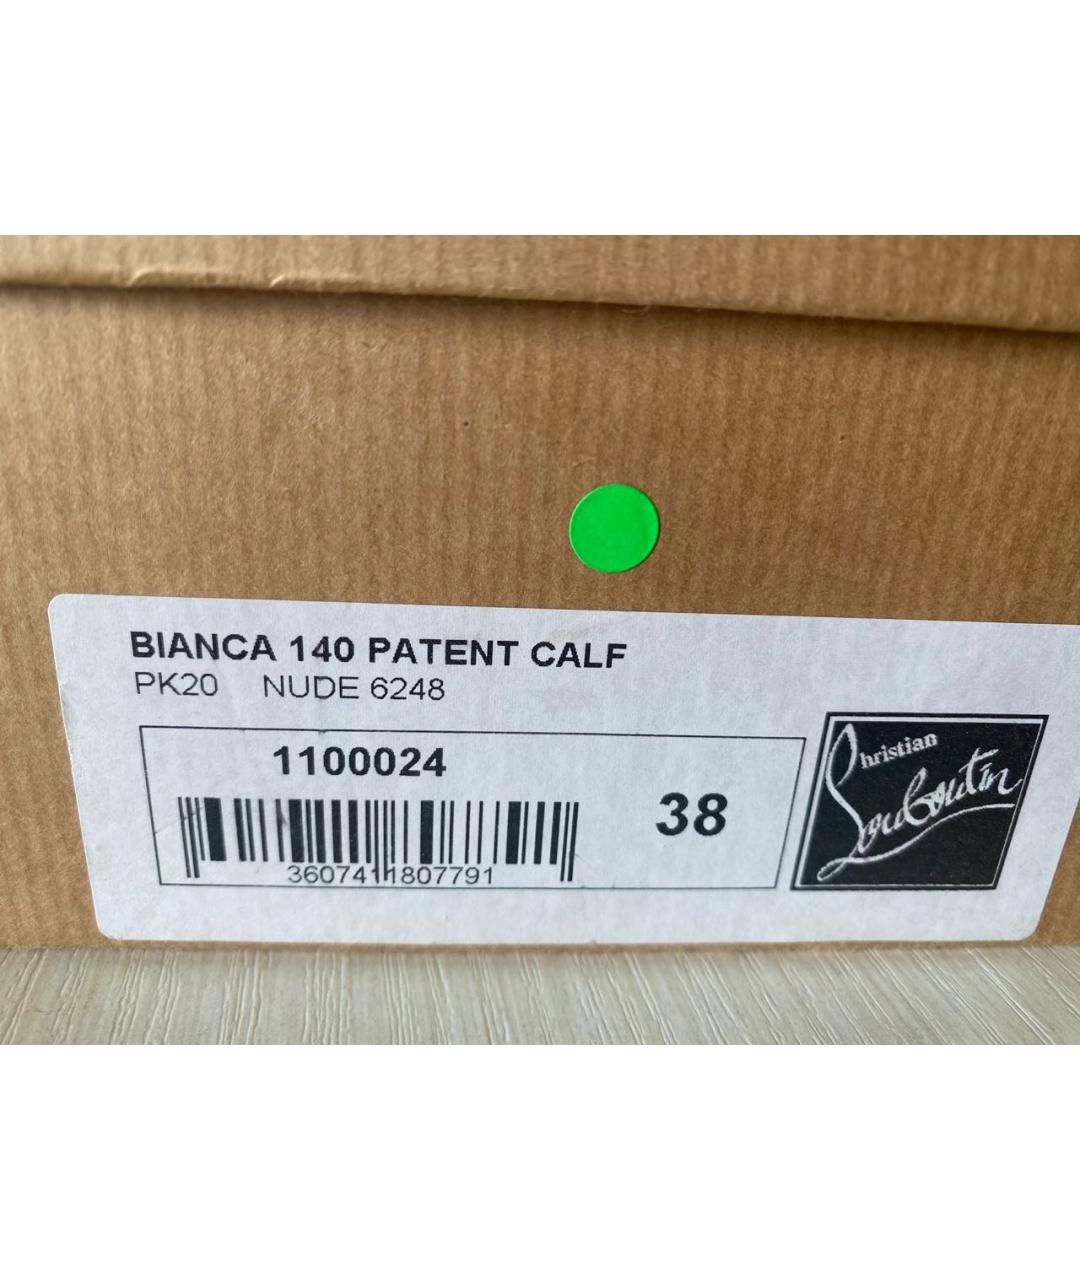 BIANCA 140 PATENT CALF
PK20 NUDE 6248
1100024
38
3607411807791
Christian
Louboutin